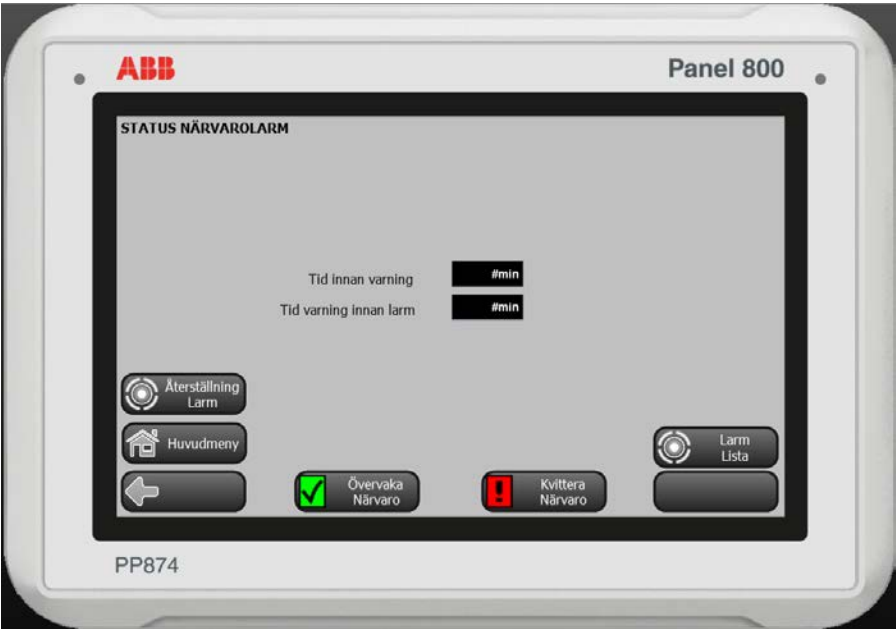 ABB
Panel 800
STATUS NÄRVAROLARM
Tid innan varning #min
Tid varning innan larm #min
Återställning
Larm
Huvudmeny
Larm
Lista
Övervaka
Närvaro
Kvittera
Närvaro
PP874